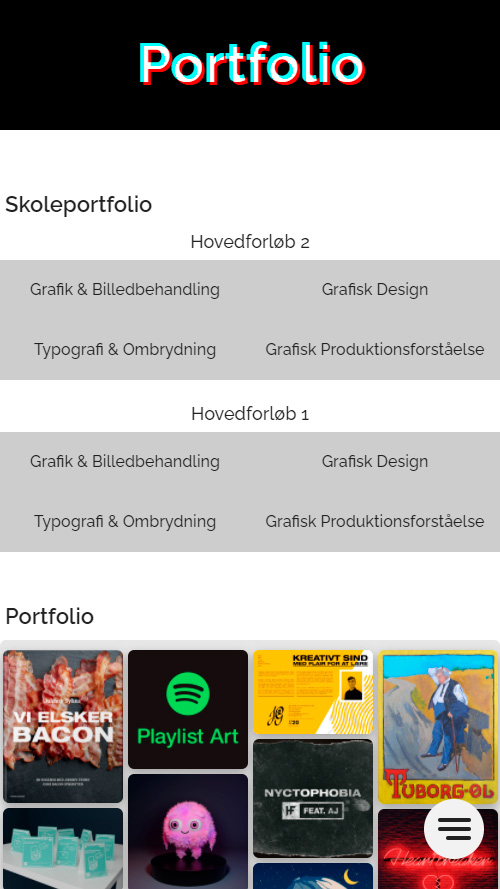 Portfolio
Skoleportfolio
Hovedforløb 2
Grafik & Billedbehandling
Grafisk Design
Typografi & Ombrydning
Grafisk Produktionsforståelse
Hovedforløb 1
Grafik & Billedbehandling
Grafisk Design
Typografi & Ombrydning
Grafisk Produktionsforståelse
Portfolio
VI ELSKER
BACON
Playlist Art
KREATIVT SIND
MED FLAIR FOR AT LÆRE
NYCTOPHOBIA
FEAT. AJ
TUBORG-ØL